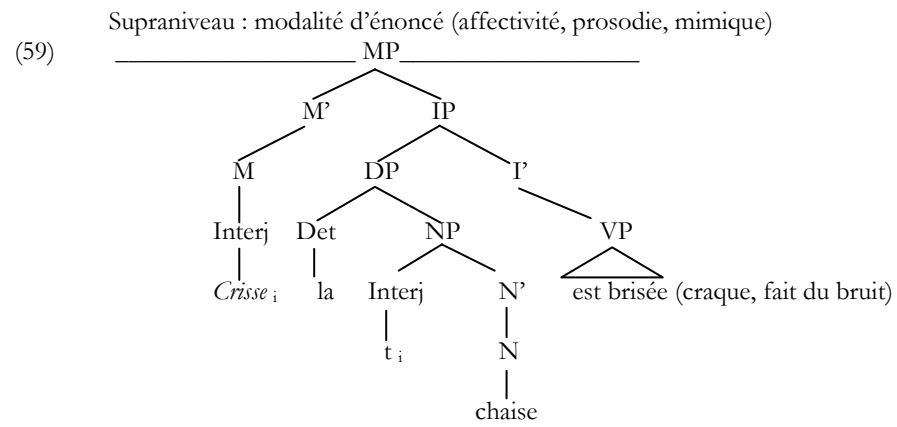 Supraniveau : modalité d'énoncé (affectivité, prosodie, mimique)
(59) MP
M' IP
M DP I'
Interj Det NP VP
Crisse i la Interj N' est brisée (craque, fait du bruit)
t i N
chaise